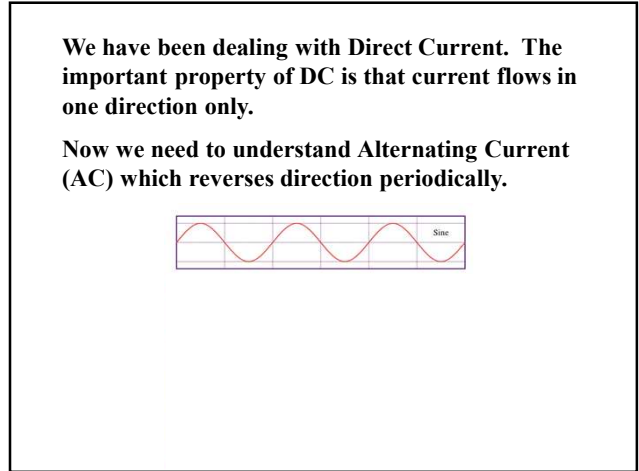 We have been dealing with Direct Current. The
important property of DC is that current flows in
one direction only.
Now we need to understand Alternating Current
(AC) which reverses direction periodically.
Sine